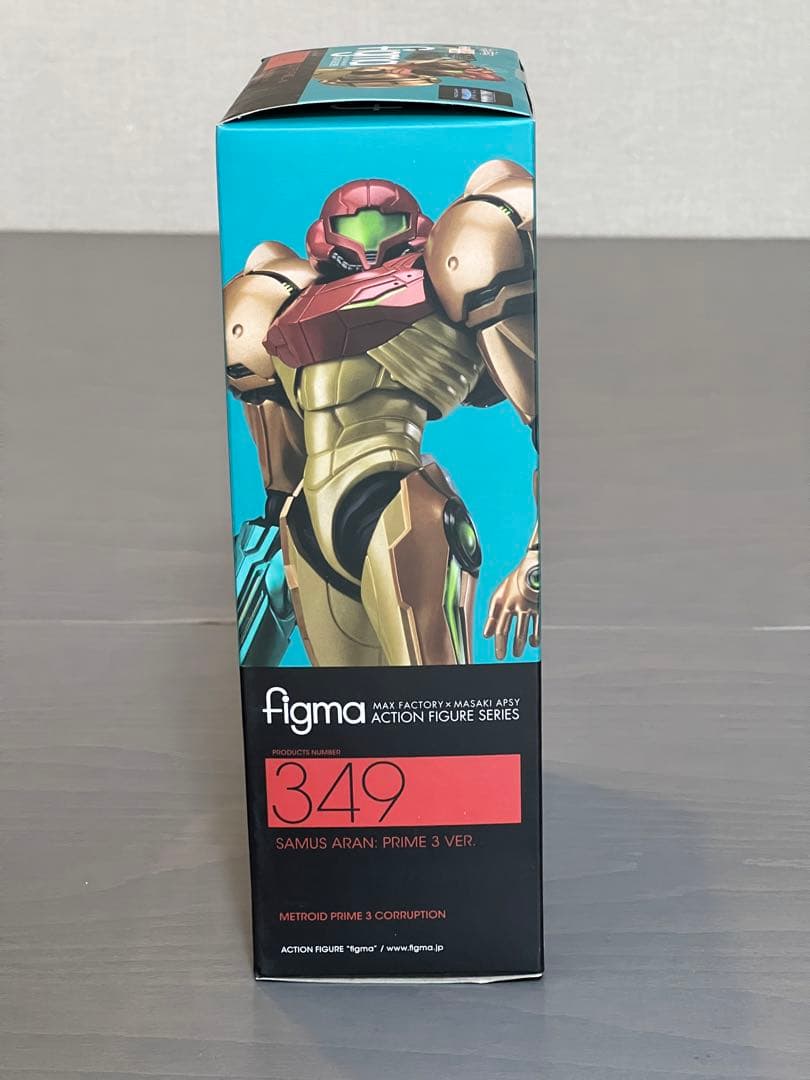 figma
MAX FACTORY × MASAKI APSY
ACTION FIGURE SERIES
PRODUCTS NUMBER
349
SAMUS ARAN: PRIME 3 VER.
METROID PRIME 3 CORRUPTION
ACTION FIGURE "figma" / www.figma.jp